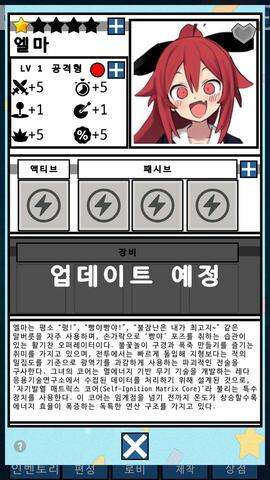 엘마
LV 1 공격형
+5 +5
+1 +1
+5 +5
액티브 패시브
장비
업데이트 예정
엘마는 평소 "펑!", "빵야빵야!", "불장난은 내가 최고지~" 같은
말버릇을 자주 사용하며, 손가락으로 '빵야' 포즈를 취하는 습관이
있는 활기찬 오퍼레이터이다. 불꽃놀이 구경과 폭죽 만들기를 즐기는
취미를 가지고 있으며, 전투에서는 빠르게 돌입해 지형보다는 적의
밀집도를 기준으로 광역기를 과감하게 사용하는 파괴적인 전술을
구사한다. 그녀의 코어는 열에너지 기반 무기 기술을 개발하는 레다
응용기술연구소에서 수집된 데이터를 처리하기 위해 설계된 것으로,
'자기발열 매트릭스 코어(Self-Ignition Matrix Core)'라 불리는 특수
장치를 사용한다. 이 코어는 임계점을 넘기 전까지 온도가 상승할수록
에너지 효율이 폭증하는 독특한 연산 구조를 가지고 있다.
?
인벤토리 편성 로비 제작 상점